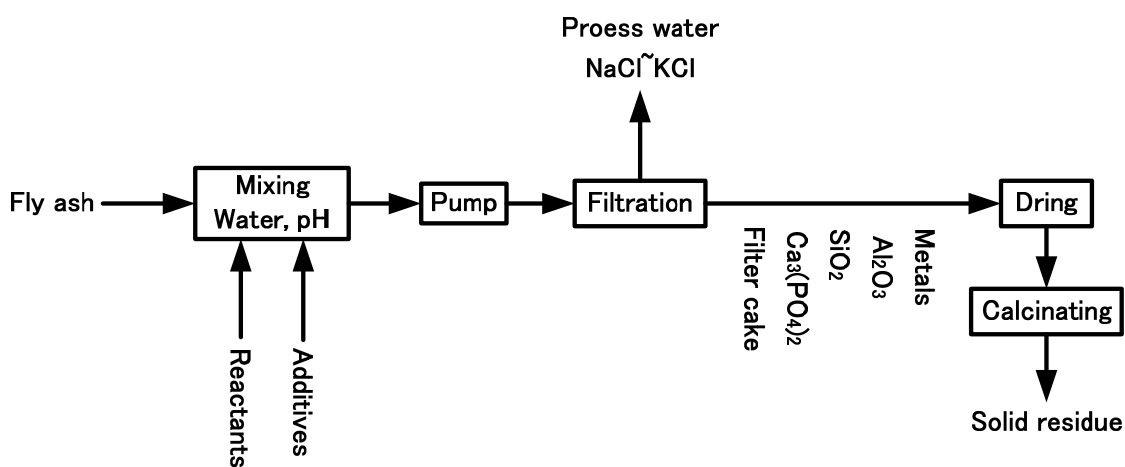 Proess water
NaCl~KCl
Fly ash
Mixing
Water, pH
Pump
Filtration
Dring
Filter cake
Ca₃(PO₄)₂
SiO₂
Al₂O₃
Metals
Calcinating
Reactants
Additives
Solid residue